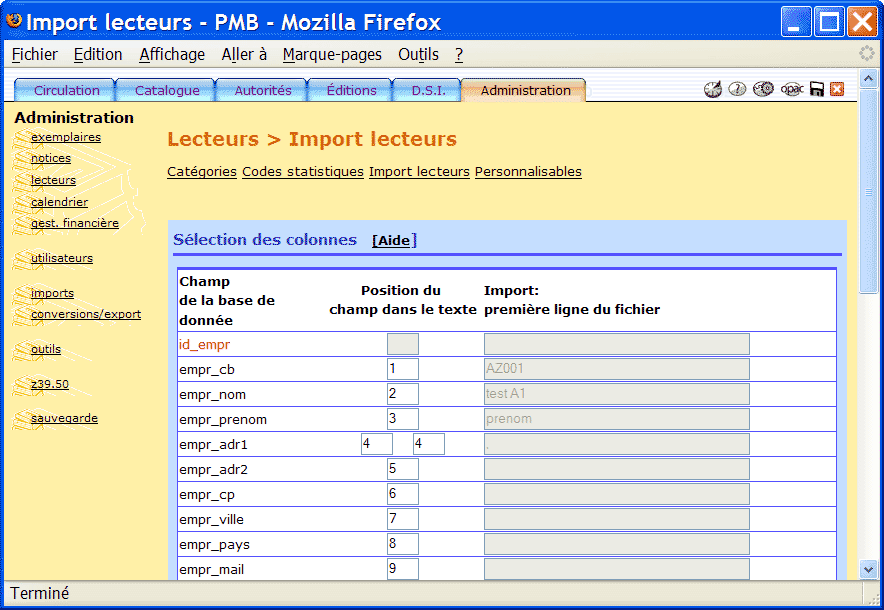 Import lecteurs - PMB - Mozilla Firefox
Fichier Edition Affichage Aller à Marque-pages Outils ?
Circulation Catalogue Autorités Éditions D.S.I. Administration opac
Administration
exemplaires
notices
lecteurs
calendrier
gest. financière
utilisateurs
imports
conversions/export
outils
z39.50
sauvegarde
Lecteurs > Import lecteurs
Catégories Codes statistiques Import lecteurs Personnalisables
Sélection des colonnes [Aide]
Champ
de la base de
donnée
Position du
champ dans le texte
Import:
première ligne du fichier
id_empr
empr_cb 1 AZ001
empr_nom 2 test A1
empr_prenom 3 prenom
empr_adr1 4 4 .
empr_adr2 5
empr_cp 6
empr_ville 7
empr_pays 8
empr_mail 9
Terminé